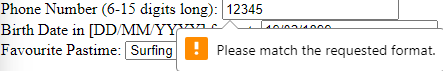 Phone Number (6-15 digits long): 12345
Birth Date in [DD/MM/YYYY]
Favourite Pastime: Surfing
Please match the requested format.